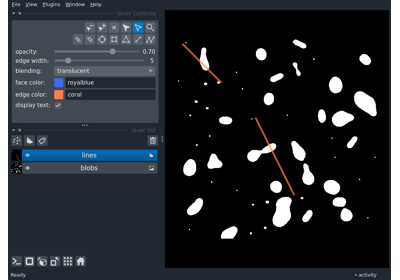 File View Plugins Window Help
layer controls
opacity: 0.70
edge width: 5
blending: translucent
face color: royalblue
edge color: coral
display text:
layer list
lines
blobs
Ready
activity